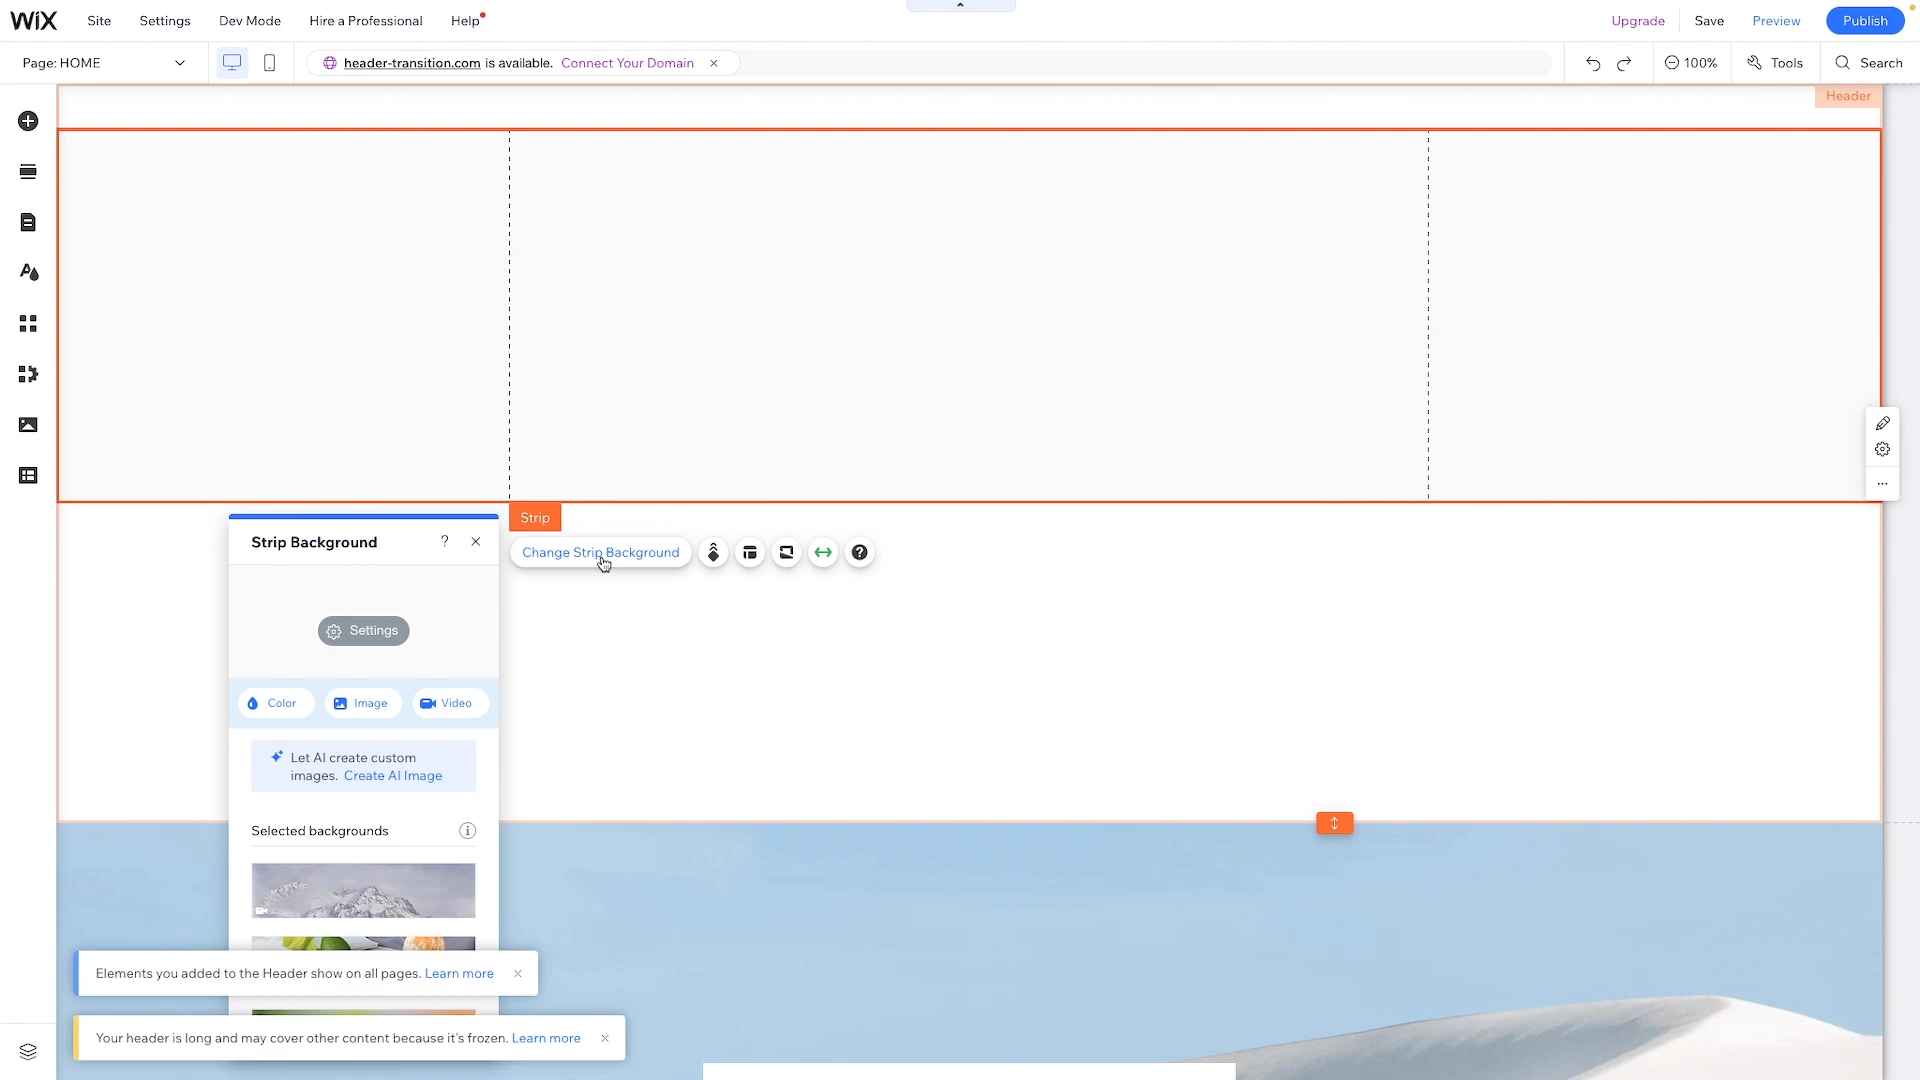 WiX Site Settings Dev Mode Hire a Professional Help Upgrade Save Preview Publish
Page: HOME header-transition.com is available. Connect Your Domain 100% Tools Search
Header
Strip
Strip Background ?
Change Strip Background ?
Settings
Color Image Video
Let AI create custom
images. Create AI Image
Selected backgrounds
Elements you added to the Header show on all pages. Learn more
Your header is long and may cover other content because it's frozen. Learn more